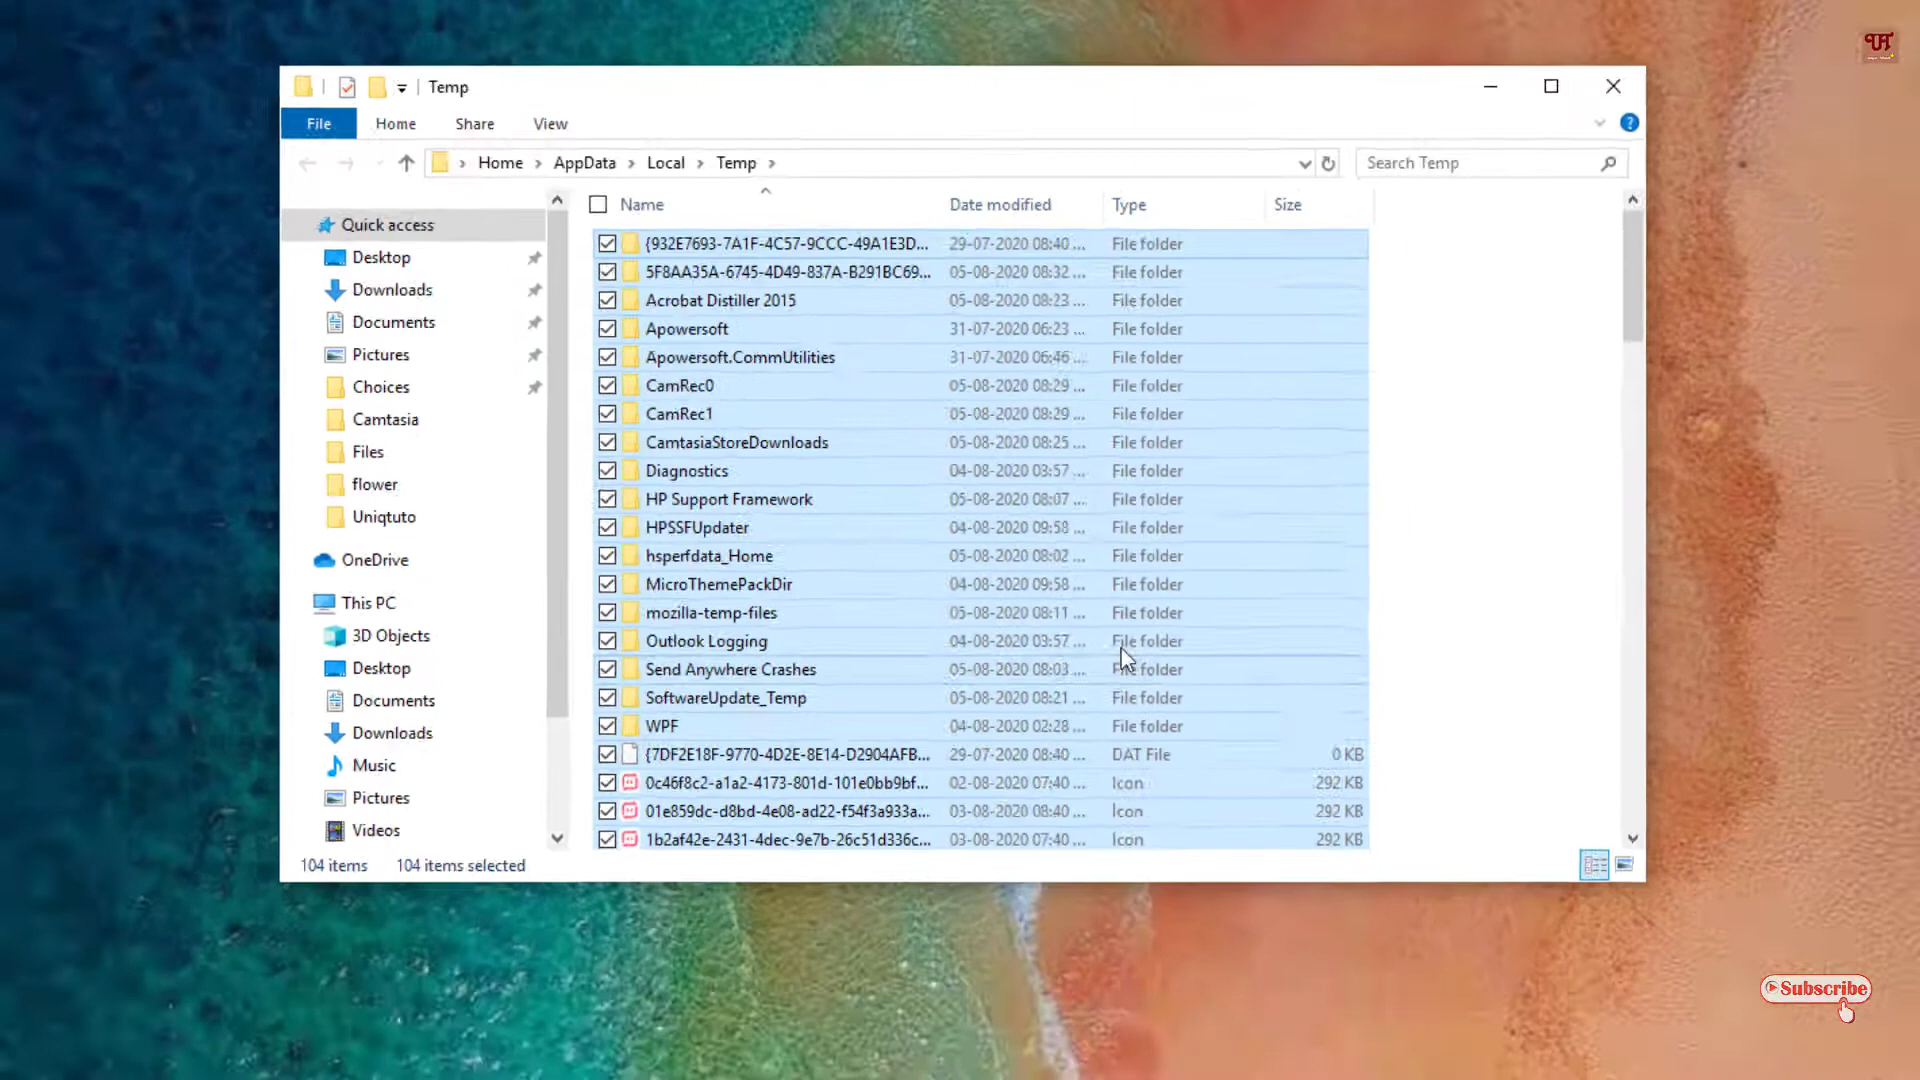 UT
Temp
File Home Share View
Home > AppData > Local > Temp >
Search Temp
Name Date modified Type Size
Quick access
Desktop
Downloads
Documents
Pictures
Choices
Camtasia
Files
flower
Uniqtuto
OneDrive
This PC
3D Objects
Desktop
Documents
Downloads
Music
Pictures
Videos
{932E7693-7A1F-4C57-9CCC-49A1E3D... 29-07-2020 08:40 ... File folder
5F8AA35A-6745-4D49-837A-B291BC69... 05-08-2020 08:32 ... File folder
Acrobat Distiller 2015 05-08-2020 08:23 ... File folder
Apowersoft 31-07-2020 06:23 ... File folder
Apowersoft.CommUtilities 31-07-2020 06:46 ... File folder
CamRec0 05-08-2020 08:29 ... File folder
CamRec1 05-08-2020 08:29 ... File folder
CamtasiaStoreDownloads 05-08-2020 08:25 ... File folder
Diagnostics 04-08-2020 03:57 ... File folder
HP Support Framework 05-08-2020 08:07 ... File folder
HPSSFUpdater 04-08-2020 09:58 ... File folder
hsperfdata_Home 05-08-2020 08:02 ... File folder
MicroThemePackDir 04-08-2020 09:58 ... File folder
mozilla-temp-files 05-08-2020 08:11 ... File folder
Outlook Logging 04-08-2020 03:57 ... File folder
Send Anywhere Crashes 05-08-2020 08:03 ... File folder
SoftwareUpdate_Temp 05-08-2020 08:21 ... File folder
WPF 04-08-2020 02:28 ... File folder
{7DF2E18F-9770-4D2E-8E14-D2904AFB... 29-07-2020 08:40 ... DAT File 0 KB
0c46f8c2-a1a2-4173-801d-101e0bb9bf... 02-08-2020 07:40 ... Icon 292 KB
01e859dc-d8bd-4e08-ad22-f54f3a933a... 03-08-2020 08:40 ... Icon 292 KB
1b2af42e-2431-4dec-9e7b-26c51d336c... 03-08-2020 07:40 ... Icon 292 KB
104 items 104 items selected
Subscribe